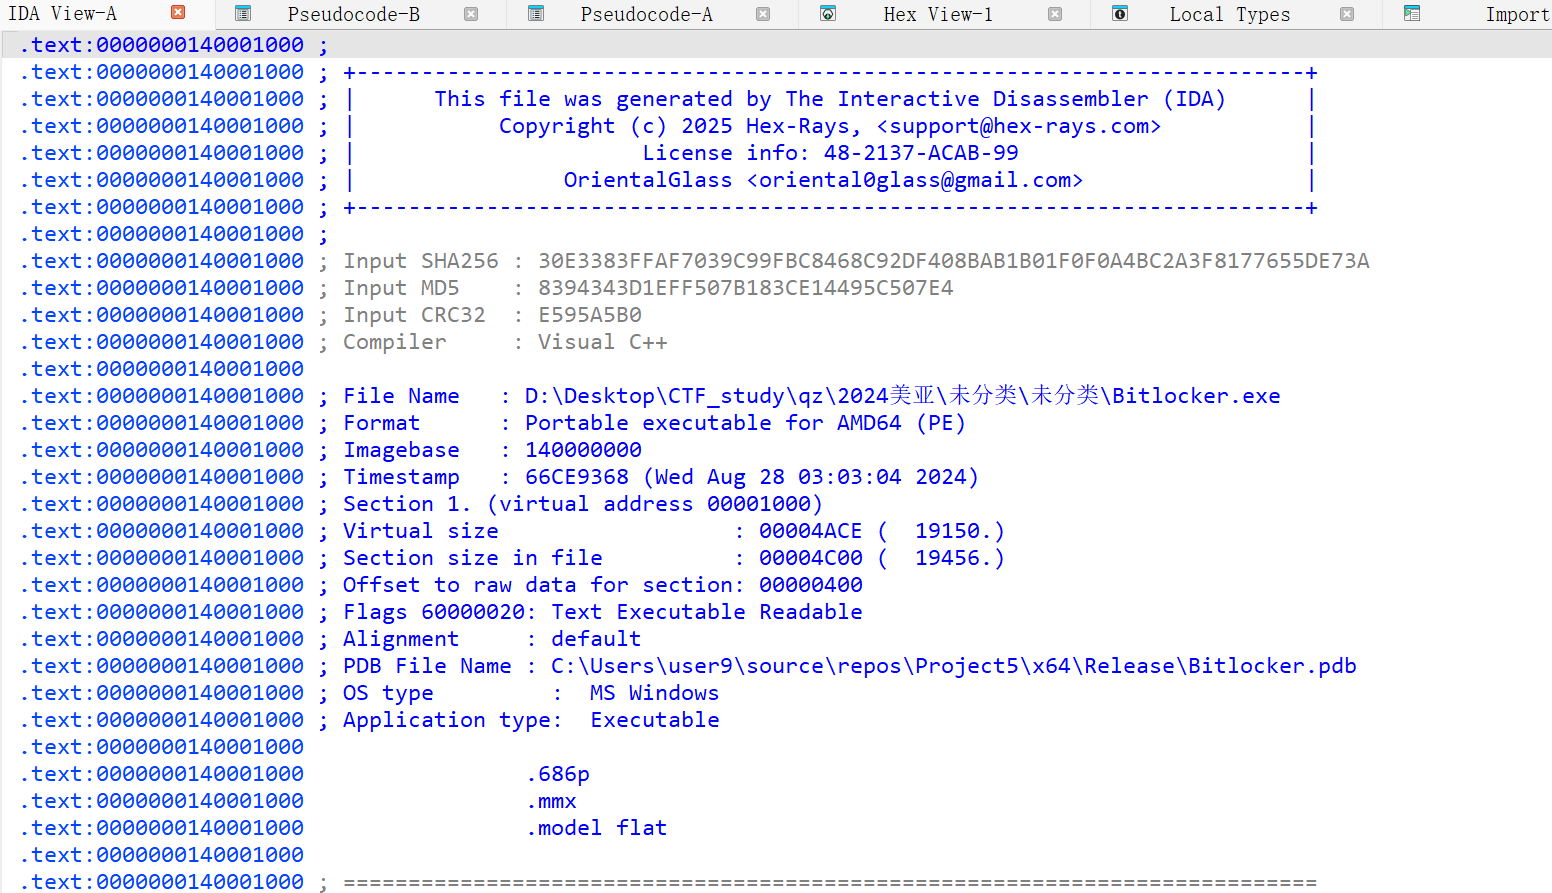 IDA View-A Pseudocode-B Pseudocode-A Hex View-1 Local Types Import
.text:0000000140001000 ;
.text:0000000140001000 ; +-------------------------------------------------------------------------+
.text:0000000140001000 ; | This file was generated by The Interactive Disassembler (IDA) |
.text:0000000140001000 ; | Copyright (c) 2025 Hex-Rays, <support@hex-rays.com> |
.text:0000000140001000 ; | License info: 48-2137-ACAB-99 |
.text:0000000140001000 ; | OrientalGlass <oriental0glass@gmail.com> |
.text:0000000140001000 ; +-------------------------------------------------------------------------+
.text:0000000140001000 ;
.text:0000000140001000 ; Input SHA256 : 30E3383FFAF7039C99FBC8468C92DF408BAB1B01F0F0A4BC2A3F8177655DE73A
.text:0000000140001000 ; Input MD5 : 8394343D1EFF507B183CE14495C507E4
.text:0000000140001000 ; Input CRC32 : E595A5B0
.text:0000000140001000 ; Compiler : Visual C++
.text:0000000140001000
.text:0000000140001000 ; File Name : D:\Desktop\CTF_study\qz\2024美亚\未分类\未分类\Bitlocker.exe
.text:0000000140001000 ; Format : Portable executable for AMD64 (PE)
.text:0000000140001000 ; Imagebase : 140000000
.text:0000000140001000 ; Timestamp : 66CE9368 (Wed Aug 28 03:03:04 2024)
.text:0000000140001000 ; Section 1. (virtual address 00001000)
.text:0000000140001000 ; Virtual size : 00004ACE ( 19150.)
.text:0000000140001000 ; Section size in file : 00004C00 ( 19456.)
.text:0000000140001000 ; Offset to raw data for section: 00000400
.text:0000000140001000 ; Flags 60000020: Text Executable Readable
.text:0000000140001000 ; Alignment : default
.text:0000000140001000 ; PDB File Name : C:\Users\user9\source\repos\Project5\x64\Release\Bitlocker.pdb
.text:0000000140001000 ; OS type : MS Windows
.text:0000000140001000 ; Application type: Executable
.text:0000000140001000
.text:0000000140001000 .686p
.text:0000000140001000 .mmx
.text:0000000140001000 .model flat
.text:0000000140001000
.text:0000000140001000 ; ===========================================================================